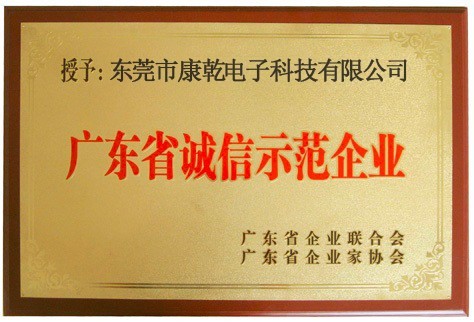 授予：东莞市康乾电子科技有限公司
广东省诚信示范企业
广东省企业联合会
广东省企业家协会